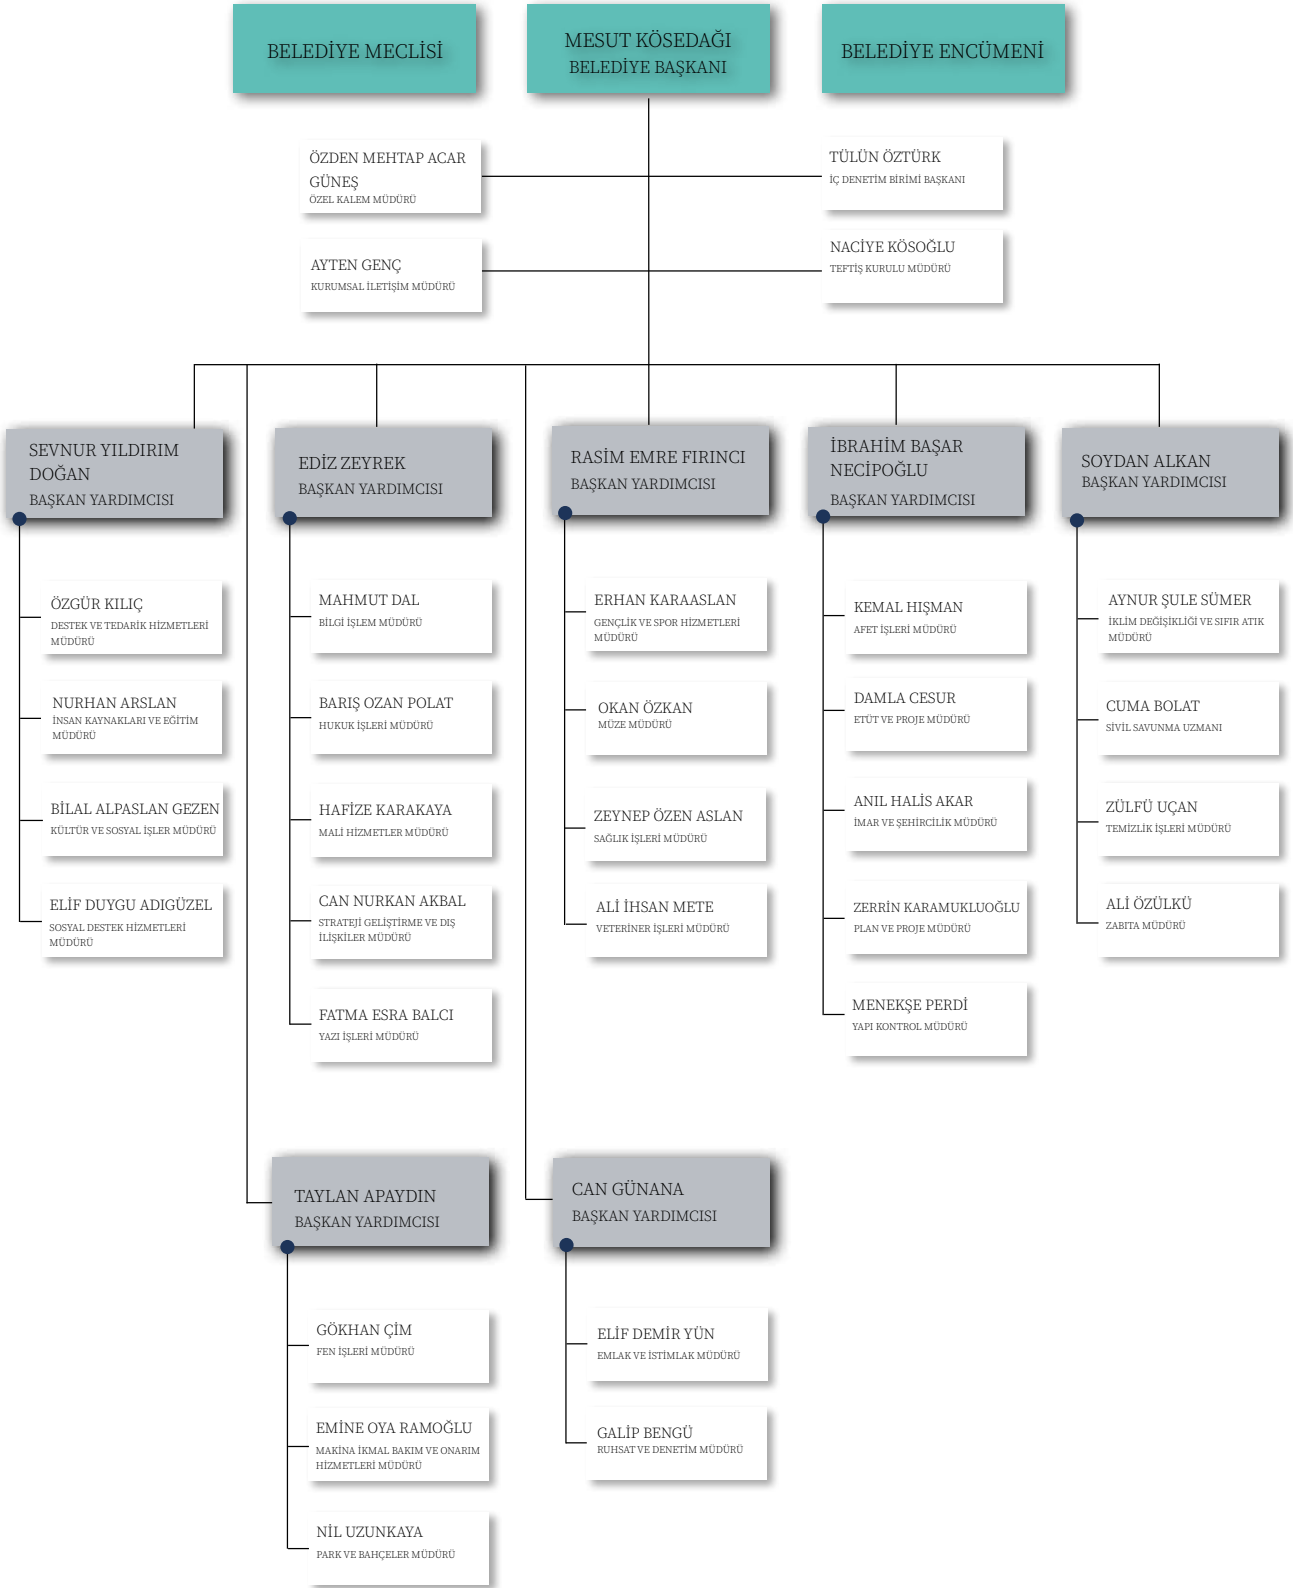 BELEDİYE MECLİSİ
MESUT KÖSEDAĞI
BELEDİYE BAŞKANI
BELEDİYE ENCÜMENİ
ÖZDEN MEHTAP ACAR
GÜNEŞ
ÖZEL KALEM MÜDÜRÜ
TÜLÜN ÖZTÜRK
İÇ DENETİM BİRİMİ BAŞKANI
AYTEN GENÇ
KURUMSAL İLETİŞİM MÜDÜRÜ
NACİYE KÖSOĞLU
TEFTİŞ KURULU MÜDÜRÜ
SEVNUR YILDIRIM
DOĞAN
BAŞKAN YARDIMCISI
ÖZGÜR KILIÇ
DESTEK VE TEDARİK HİZMETLERİ
MÜDÜRÜ
NURHAN ARSLAN
İNSAN KAYNAKLARI VE EĞİTİM
MÜDÜRÜ
BİLAL ALPASLAN GEZEN
KÜLTÜR VE SOSYAL İŞLER MÜDÜRÜ
ELİF DUYGU ADIGÜZEL
SOSYAL DESTEK HİZMETLERİ
MÜDÜRÜ
EDİZ ZEYREK
BAŞKAN YARDIMCISI
MAHMUT DAL
BİLGİ İŞLEM MÜDÜRÜ
BARIŞ OZAN POLAT
HUKUK İŞLERİ MÜDÜRÜ
HAFİZE KARAKAYA
MALİ HİZMETLER MÜDÜRÜ
CAN NURKAN AKBAL
STRATEJİ GELİŞTİRME VE DIŞ
İLİŞKİLER MÜDÜRÜ
FATMA ESRA BALCI
YAZI İŞLERİ MÜDÜRÜ
RASİM EMRE FIRINCI
BAŞKAN YARDIMCISI
ERHAN KARAASLAN
GENÇLİK VE SPOR HİZMETLERİ
MÜDÜRÜ
OKAN ÖZKAN
MÜZE MÜDÜRÜ
ZEYNEP ÖZEN ASLAN
SAĞLIK İŞLERİ MÜDÜRÜ
ALİ İHSAN METE
VETERİNER İŞLERİ MÜDÜRÜ
İBRAHİM BAŞAR
NECİPOĞLU
BAŞKAN YARDIMCISI
KEMAL HIŞMAN
AFET İŞLERİ MÜDÜRÜ
DAMLA CESUR
ETÜT VE PROJE MÜDÜRÜ
ANIL HALİS AKAR
İMAR VE ŞEHİRCİLİK MÜDÜRÜ
ZERRİN KARAMUKLUOĞLU
PLAN VE PROJE MÜDÜRÜ
MENEKŞE PERDİ
YAPI KONTROL MÜDÜRÜ
SOYDAN ALKAN
BAŞKAN YARDIMCISI
AYNUR ŞULE SÜMER
İKLİM DEĞİŞİKLİĞİ VE SIFIR ATIK
MÜDÜRÜ
CUMA BOLAT
SİVİL SAVUNMA UZMANI
ZÜLFÜ UÇAN
TEMİZLİK İŞLERİ MÜDÜRÜ
ALİ ÖZÜLKÜ
ZABITA MÜDÜRÜ
TAYLAN APAYDIN
BAŞKAN YARDIMCISI
GÖKHAN ÇİM
FEN İŞLERİ MÜDÜRÜ
EMİNE OYA RAMOĞLU
MAKİNA İKMAL BAKIM VE ONARIM
HİZMETLERİ MÜDÜRÜ
NİL UZUNKAYA
PARK VE BAHÇELER MÜDÜRÜ
CAN GÜNANA
BAŞKAN YARDIMCISI
ELİF DEMİR YÜN
EMLAK VE İSTİMLAK MÜDÜRÜ
GALİP BENGÜ
RUHSAT VE DENETİM MÜDÜRÜ